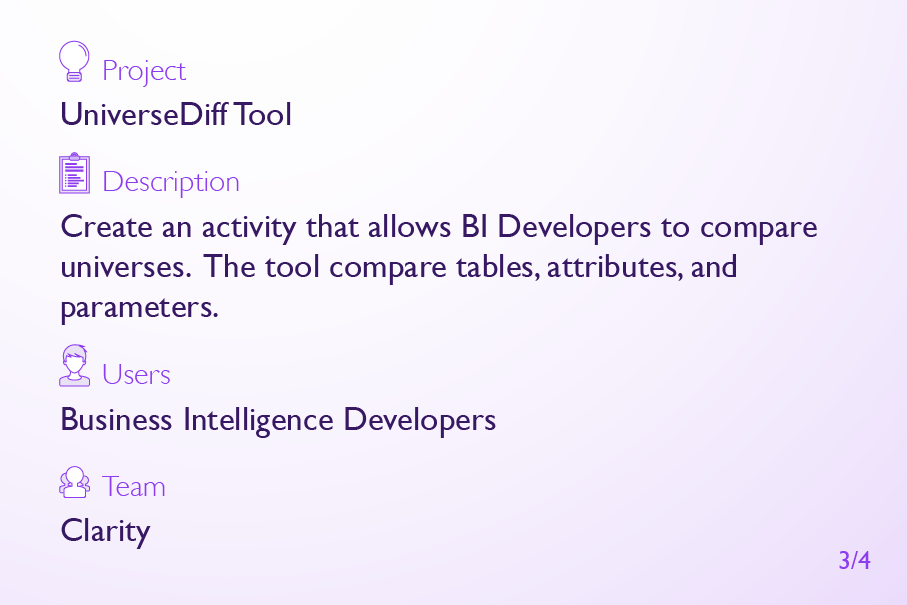 Project
UniverseDiff Tool
Description
Create an activity that allows BI Developers to compare
universes. The tool compare tables, attributes, and
parameters.
Users
Business Intelligence Developers
Team
Clarity
3/4